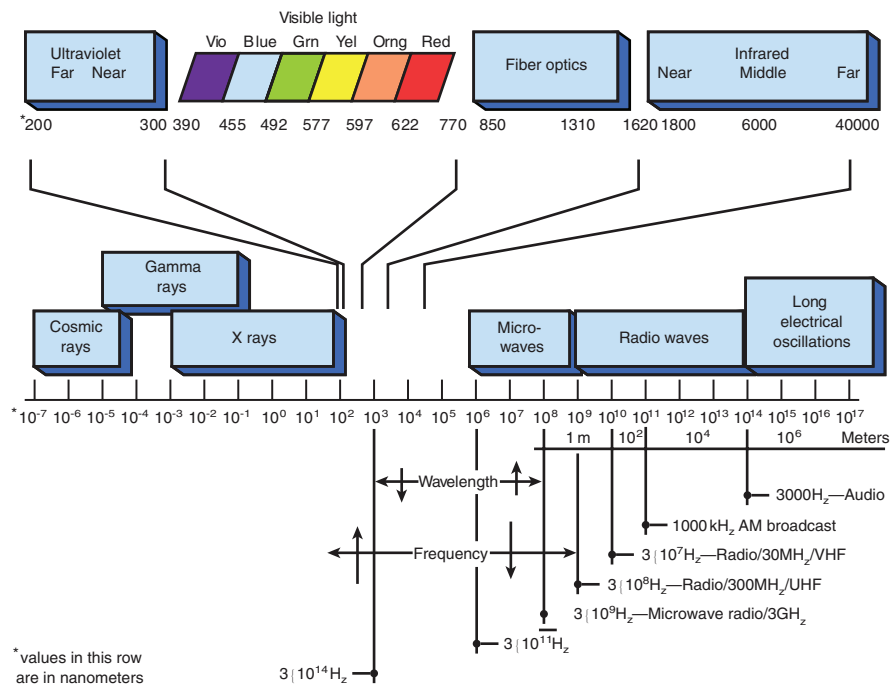 Visible light
Ultraviolet
Far Near
Vio Blue Grn Yel Orng Red
Fiber optics
Infrared
Near Middle Far
*200 300 390 455 492 577 597 622 770 850 1310 1620 1800 6000 40000
Gamma
rays
Cosmic
rays
X rays
Micro-
waves
Radio waves
Long
electrical
oscillations
*10⁻⁷ 10⁻⁶ 10⁻⁵ 10⁻⁴ 10⁻³ 10⁻² 10⁻¹ 10⁰ 10¹ 10² 10³ 10⁴ 10⁵ 10⁶ 10⁷ 10⁸ 10⁹ 10¹⁰ 10¹¹ 10¹² 10¹³ 10¹⁴ 10¹⁵ 10¹⁶ 10¹⁷
1 m 10² 10⁴ 10⁶ Meters
Wavelength
3000Hz—Audio
1000kHz AM broadcast
Frequency
3 ⌠10⁷Hz—Radio/30MHz/VHF
3 ⌠10⁸Hz—Radio/300MHz/UHF
3 ⌠10⁹Hz—Microwave radio/3GHz
3 ⌠10¹¹Hz
3 ⌠10¹⁴Hz
*values in this row
are in nanometers